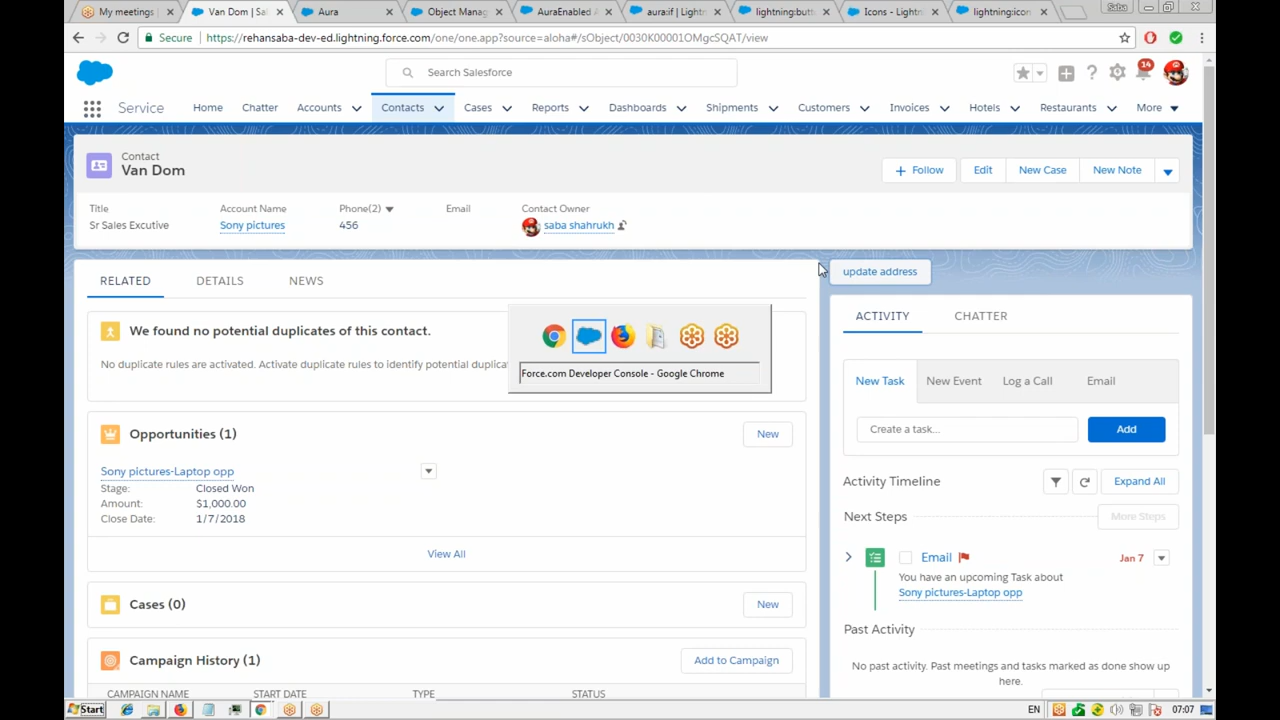 My meetings |
Van Dom | Sal
Aura
Object Manag
AuraEnabled A
aura:if | Lightn
lightning:butt
Icons - Lightn
lightning:icon
Saba
Secure
https://rehansaba-dev-ed.lightning.force.com/one/one.app?source=aloha#/sObject/0030K00001OMgcSQAT/view
Search Salesforce
14
Service
Home
Chatter
Accounts
Contacts
Cases
Reports
Dashboards
Shipments
Customers
Invoices
Hotels
Restaurants
More
Contact
Van Dom
+ Follow
Edit
New Case
New Note
Title
Account Name
Phone(2)
Email
Contact Owner
Sr Sales Excutive
Sony pictures
456
saba shahrukh
RELATED
DETAILS
NEWS
update address
We found no potential duplicates of this contact.
No duplicate rules are activated. Activate duplicate rules to identify potential duplica
Force.com Developer Console - Google Chrome
ACTIVITY
CHATTER
New Task
New Event
Log a Call
Email
Create a task...
Add
Opportunities (1)
New
Sony pictures-Laptop opp
Stage:
Closed Won
Amount:
$1,000.00
Close Date:
1/7/2018
View All
Activity Timeline
Expand All
Next Steps
More Steps
Email
Jan 7
You have an upcoming Task about
Sony pictures-Laptop opp
Cases (0)
New
Past Activity
No past activity. Past meetings and tasks marked as done show up
here.
Campaign History (1)
Add to Campaign
CAMPAIGN NAME
START DATE
TYPE
STATUS
Start
EN
07:07